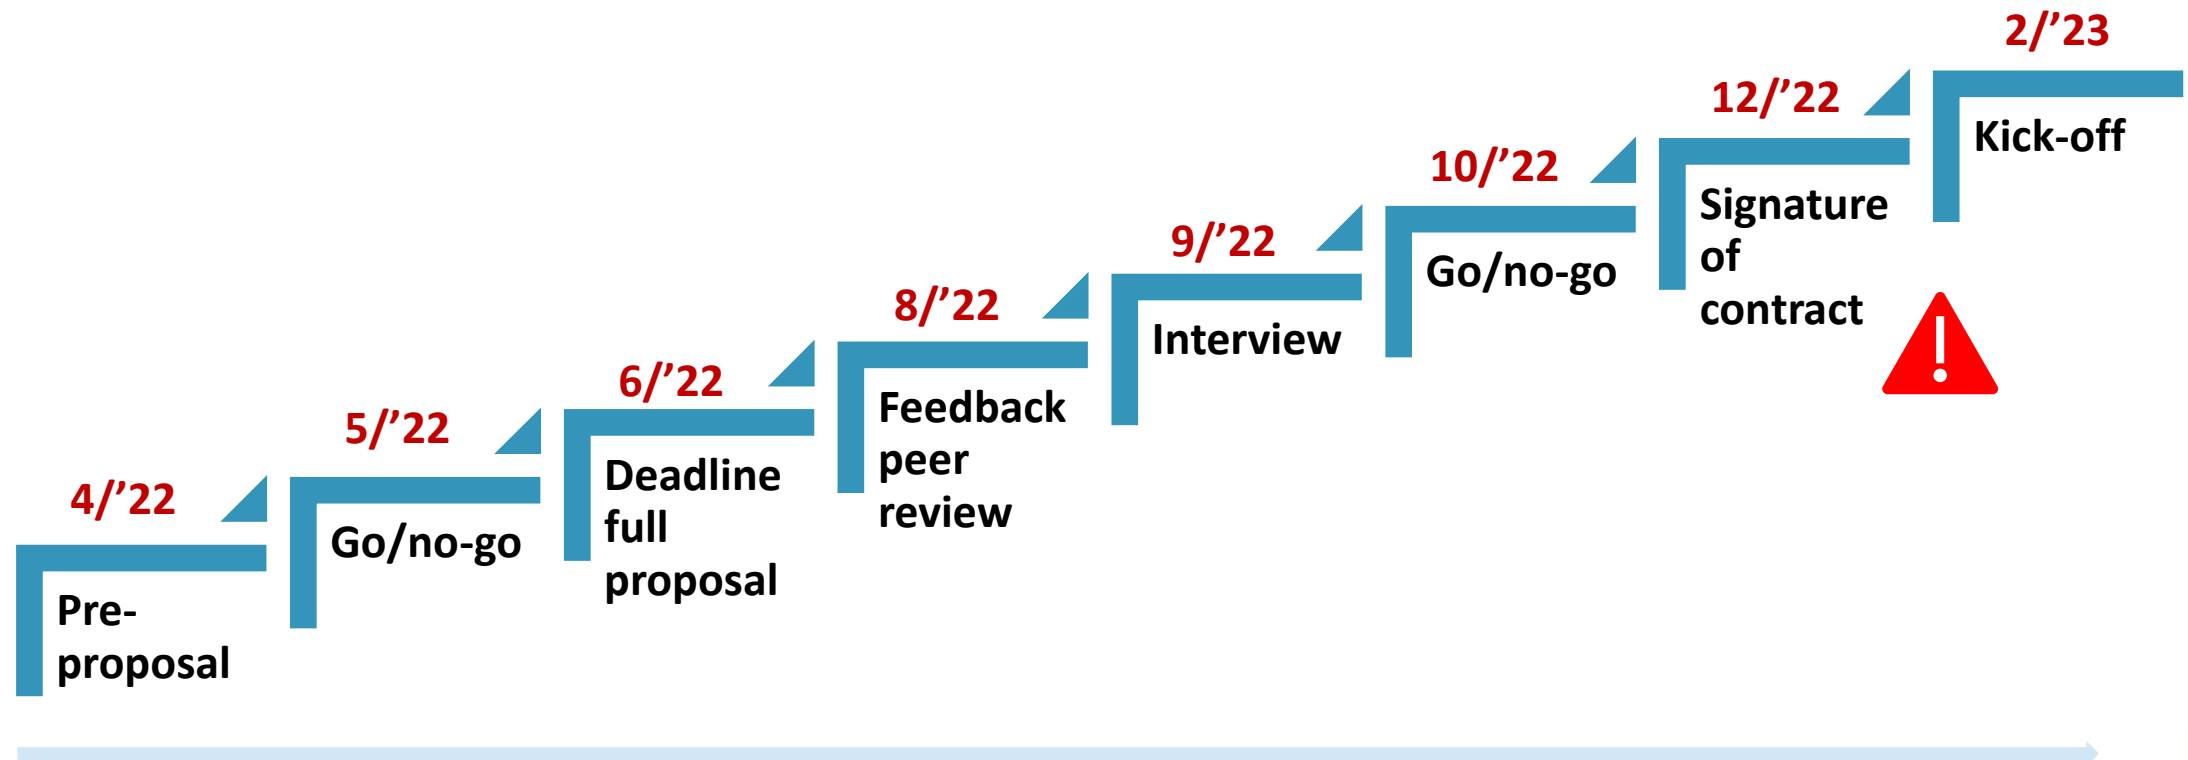 4/’22
Pre-
proposal
5/’22
Go/no-go
6/’22
Deadline
full
proposal
8/’22
Feedback
peer
review
9/’22
Interview
10/’22
Go/no-go
12/’22
Signature
of
contract
!
2/’23
Kick-off